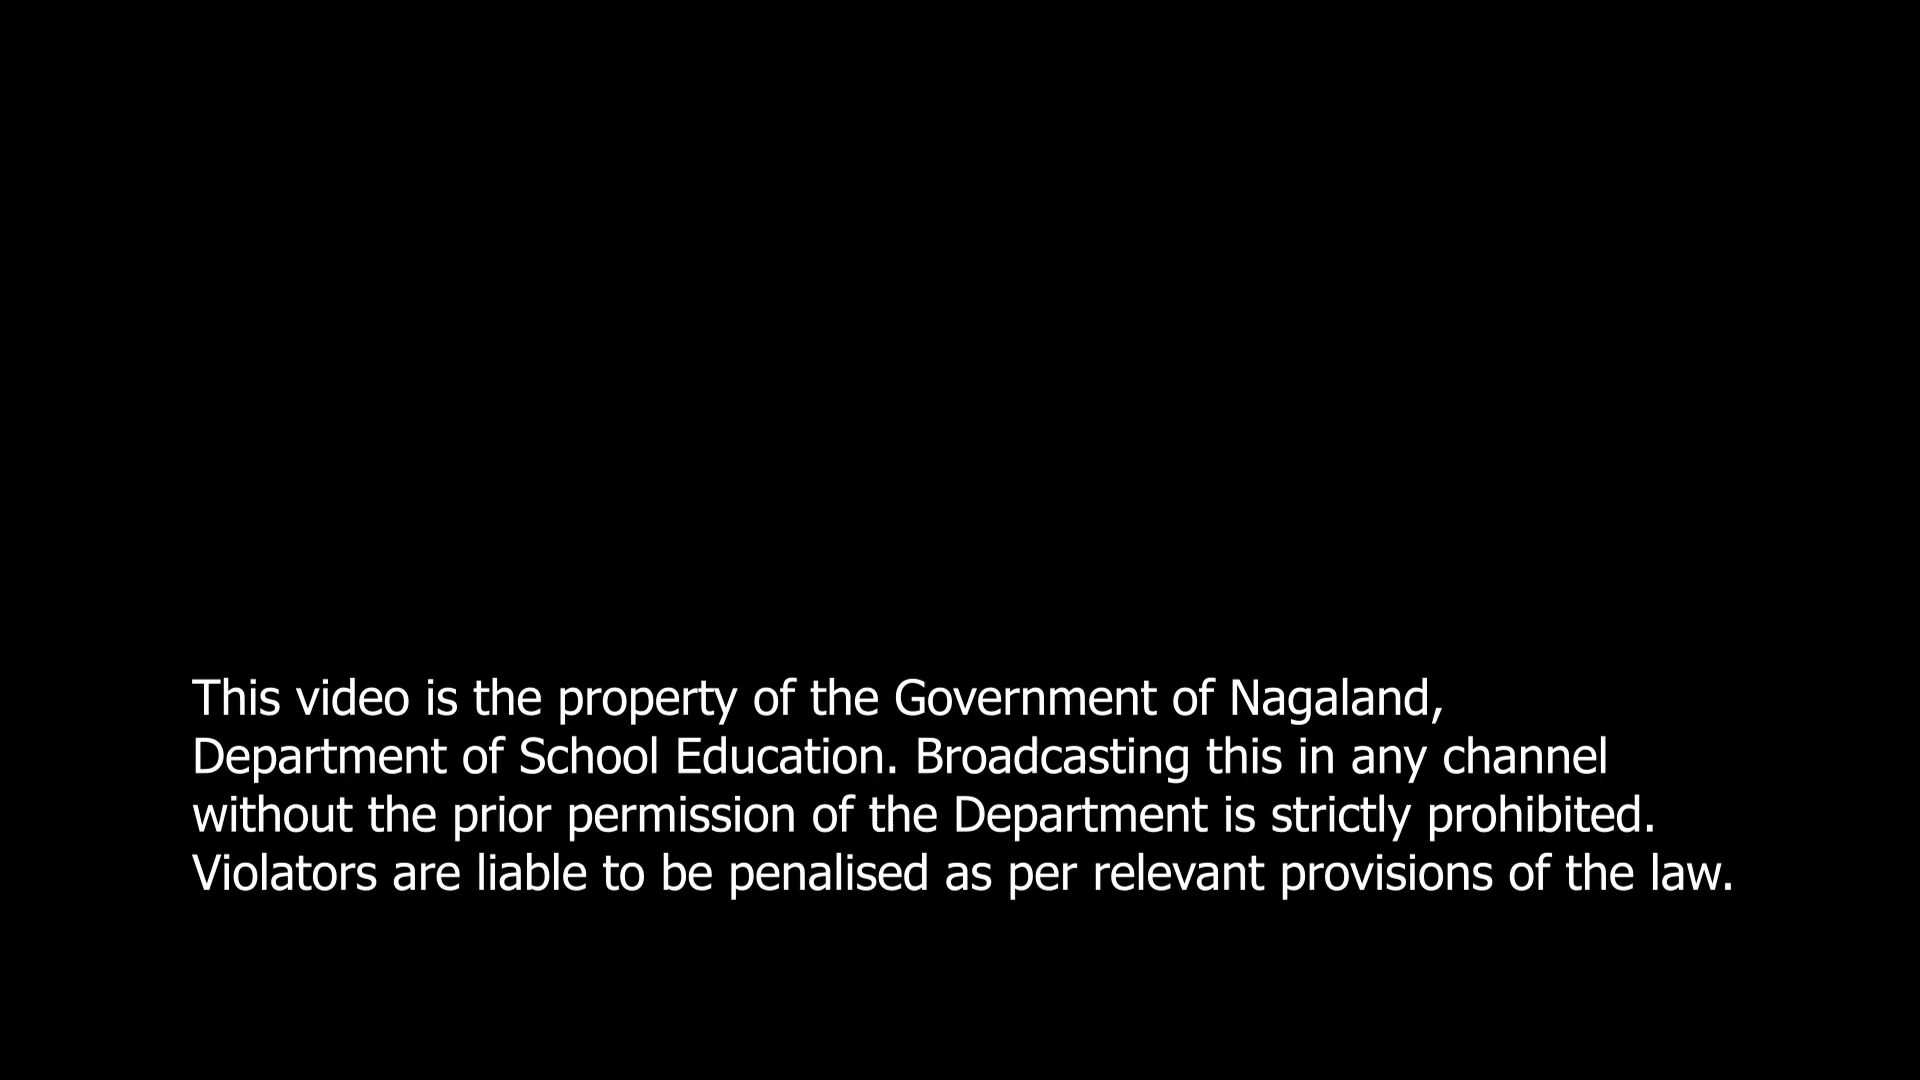 This video is the property of the Government of Nagaland,
Department of School Education. Broadcasting this in any channel
without the prior permission of the Department is strictly prohibited.
Violators are liable to be penalised as per relevant provisions of the law.